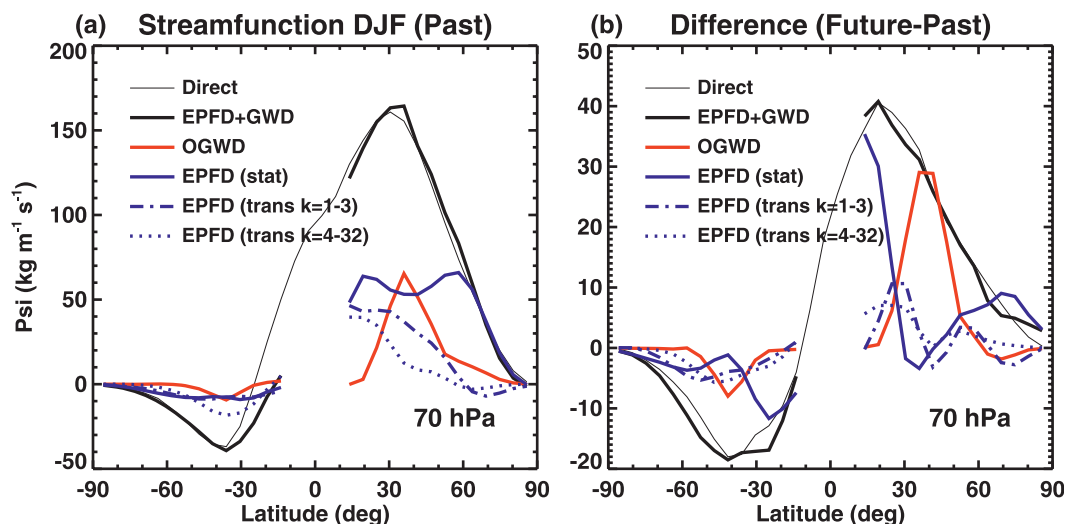 (a) Streamfunction DJF (Past)
200
150
100
50
0
-50
Psi (kg m⁻¹ s⁻¹)
Direct
EPFD+GWD
OGWD
EPFD (stat)
EPFD (trans k=1-3)
EPFD (trans k=4-32)
70 hPa
-90 -60 -30 0 30 60 90
Latitude (deg)
(b) Difference (Future-Past)
50
40
30
20
10
0
-10
-20
Direct
EPFD+GWD
OGWD
EPFD (stat)
EPFD (trans k=1-3)
EPFD (trans k=4-32)
70 hPa
-90 -60 -30 0 30 60 90
Latitude (deg)